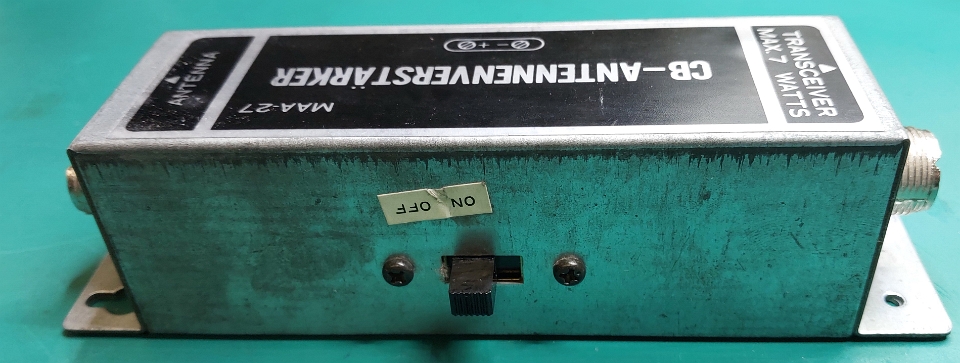 TRANSCEIVER
MAX. 7 WATTS
CB-ANTENNENVERSTÄRKER
MAA-27
ANTENNA
- +
ON OFF